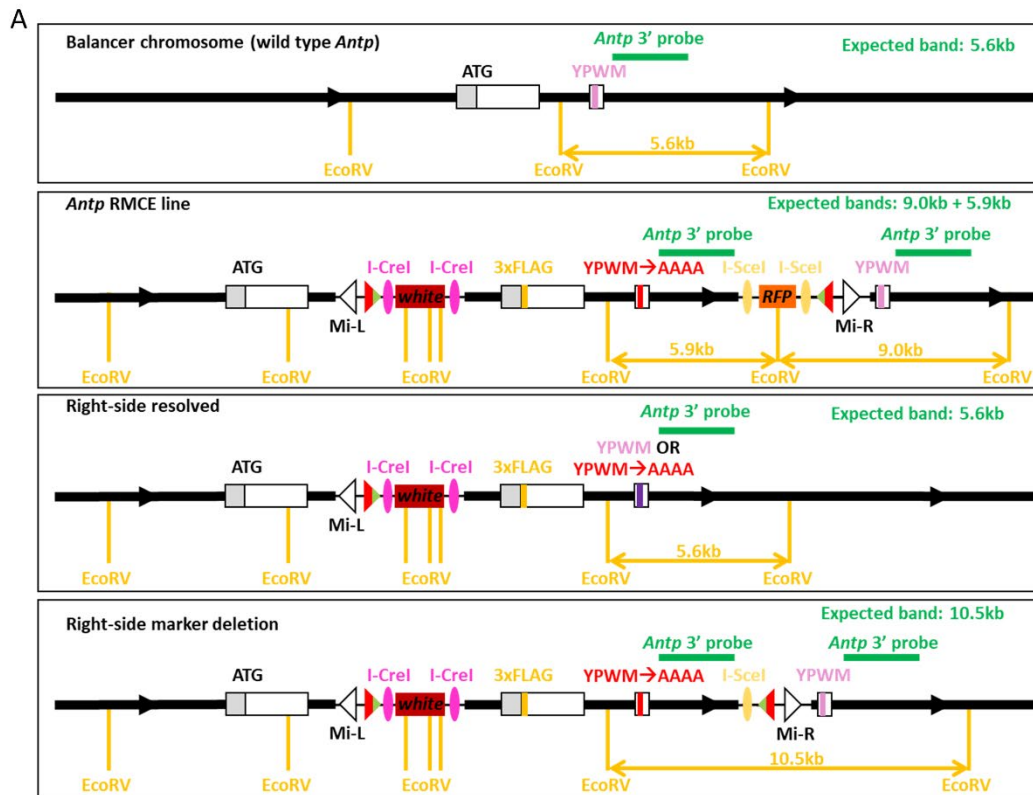 A
Balancer chromosome (wild type Antp)
Antp 3' probe
Expected band: 5.6kb
ATG
YPWM
5.6kb
EcoRV
EcoRV
EcoRV
Antp RMCE line
Expected bands: 9.0kb + 5.9kb
Antp 3' probe
Antp 3' probe
ATG
I-CreI
I-CreI
3xFLAG
YPWM→AAAA
I-SceI
I-SceI
YPWM
white
RFP
Mi-L
Mi-R
5.9kb
9.0kb
EcoRV
EcoRV
EcoRV
EcoRV
EcoRV
EcoRV
Right-side resolved
Antp 3' probe
Expected band: 5.6kb
YPWM OR
ATG
I-CreI
I-CreI
3xFLAG
YPWM→AAAA
white
Mi-L
5.6kb
EcoRV
EcoRV
EcoRV
EcoRV
EcoRV
Expected band: 10.5kb
Right-side marker deletion
Antp 3' probe
Antp 3' probe
ATG
I-CreI
I-CreI
3xFLAG
YPWM→AAAA
I-SceI
YPWM
white
Mi-L
Mi-R
10.5kb
EcoRV
EcoRV
EcoRV
EcoRV
EcoRV